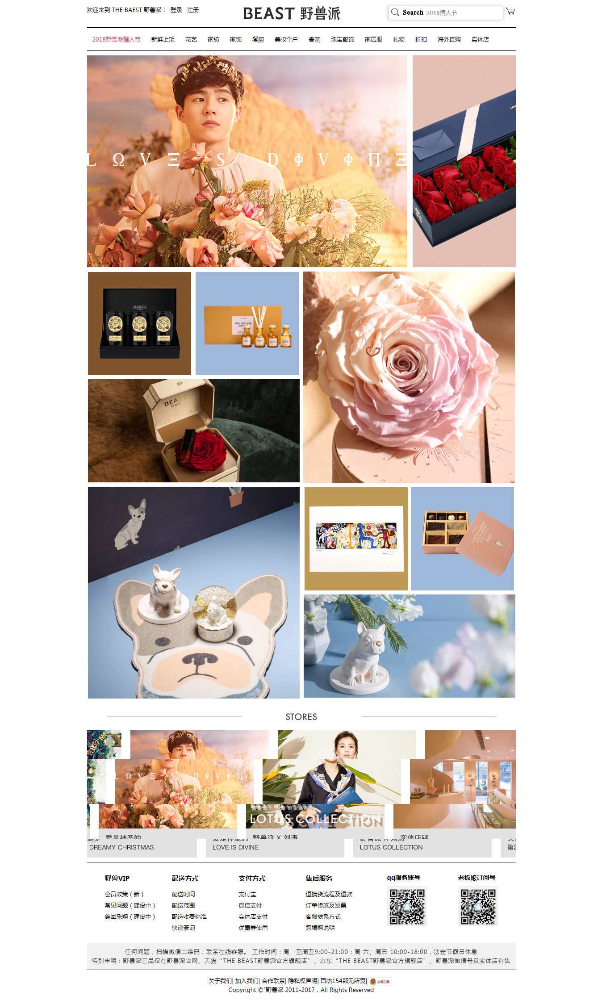 欢迎来到 THE BAEST 野兽派！ 登录 注册
BEAST 野兽派
Search 2018情人节
2018野兽派情人节 新鲜上架 花艺 家纺 家饰 餐厨 美妆个户 香氛 珠宝配饰 家居服 礼物 折扣 海外直购 实体店
LΩVΞ'S DΦVΦΠΞ
MARIAGE
MINI DIFFUSER
BEAST
野兽派
LOVE
STORES
LΩVΞ'S DΦVΦΠΞ
野兽派 X 刘涛 衍生品系列
LOTUS COLLECTION
爱是神圣的 野兽派 X 刘涛 实体店铺
DREAMY CHRISTMAS LOVE IS DIVINE LOTUS COLLECTION 第2
野兽VIP 配送方式 支付方式 售后服务 qq服务账号 老板娘订阅号
会员政策（新） 配送时间 支付宝 退换货流程及退款
常见问题（建设中） 配送范围 微信支付 订单修改及发票
集团采购（建设中） 配送收费标准 实体店支付 客服联系方式
快递查询 优惠券使用 跨境购说明
任何问题，扫描微信二维码，联系在线客服。 工作时间：周一至周五9:00-21:00；周 六、周日 10:00-18:00，法定节假日休息
特别申明：野兽派正品仅在野兽派官网、天猫“THE BEAST野兽派官方旗舰店”、京东“THE BEAST野兽派官方旗舰店”、野兽派微信号及实体店有售
关于我们| 加入我们| 合作联系| 隐私权声明| 百杰154部无所畏| 上海工商
Copyright ©"野兽派 2011-2017，All Rights Reserved